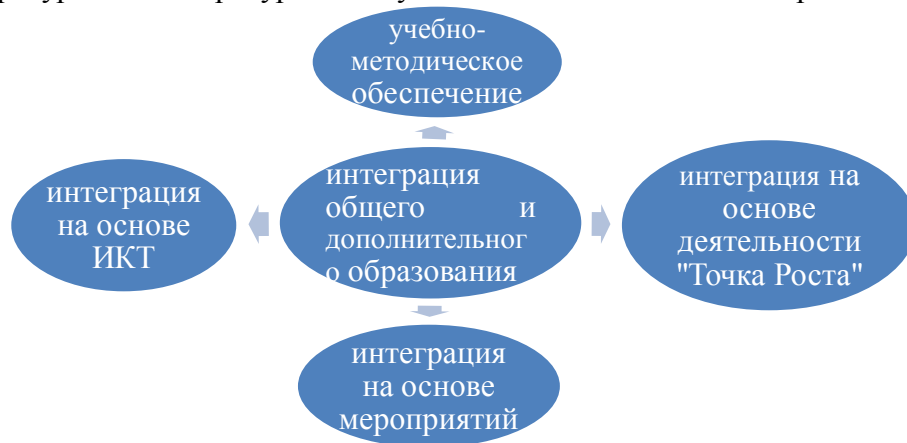 учебно-
методическое
обеспечение
интеграция
на основе
ИКТ
интеграция
общего и
дополнительног
о образования
интеграция на
основе
деятельности
"Точка Роста"
интеграция
на основе
мероприятий